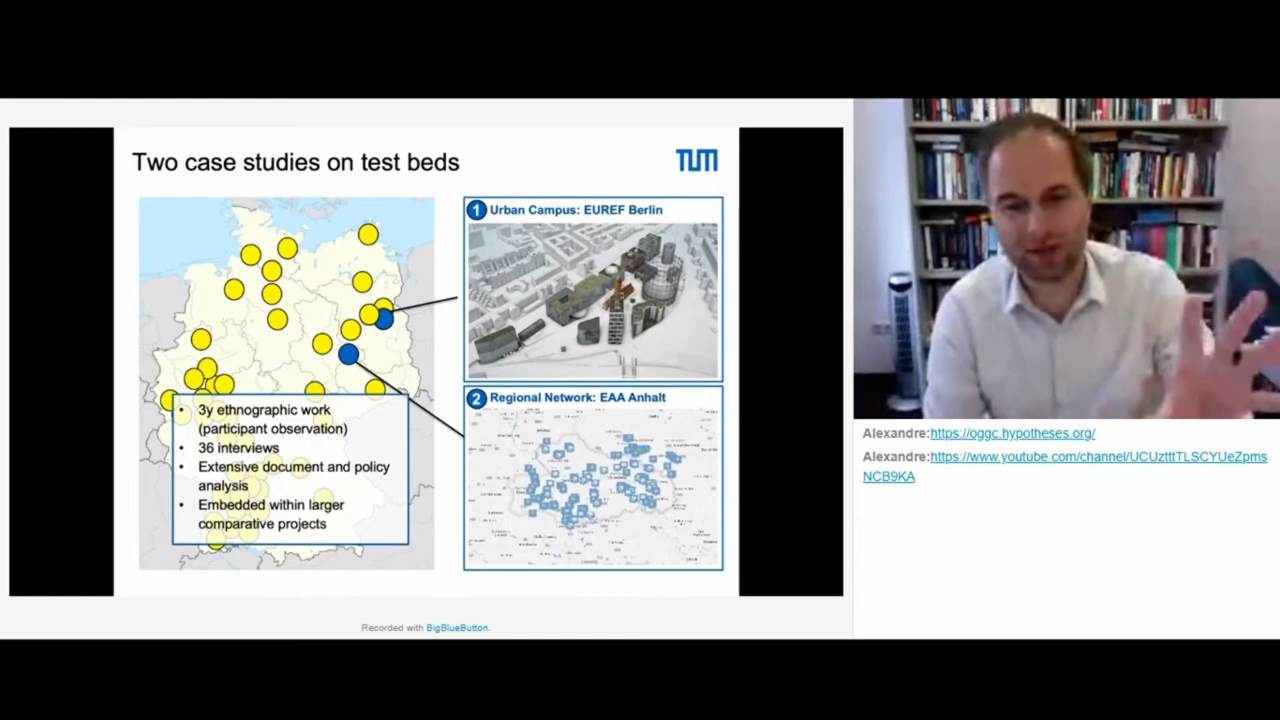 Two case studies on test beds
TUM
1 Urban Campus: EUREF Berlin
2 Regional Network: EAA Anhalt
• 3y ethnographic work
(participant observation)
• 36 interviews
• Extensive document and policy
analysis
• Embedded within larger
comparative projects
Recorded with BigBlueButton.
Alexandre:https://oggc.hypotheses.org/
Alexandre:https://www.youtube.com/channel/UCUztttTLSCYUeZpms
NCB9KA